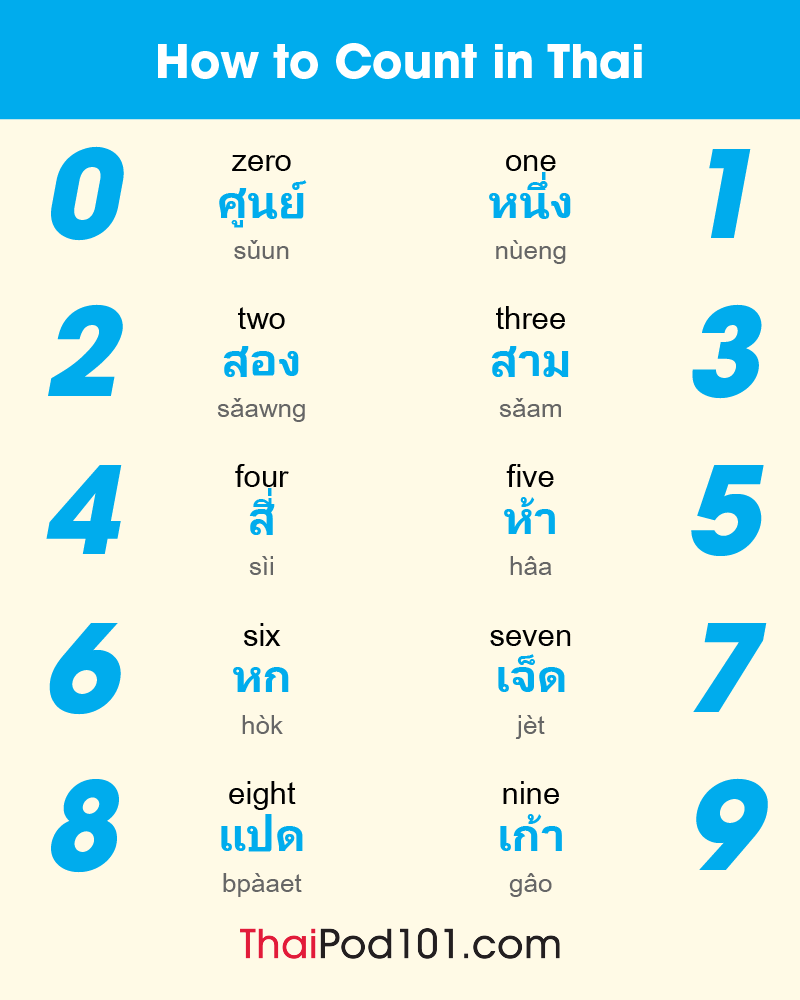 How to Count in Thai
0
zero
ศูนย์
sǔun
one
หนึ่ง
nùeng
1
2
two
สอง
sǎawng
three
สาม
sǎam
3
4
four
สี่
sìi
five
ห้า
hâa
5
6
six
หก
hòk
seven
เจ็ด
jèt
7
8
eight
แปด
bpàaet
nine
เก้า
gâo
9
ThaiPod101.com